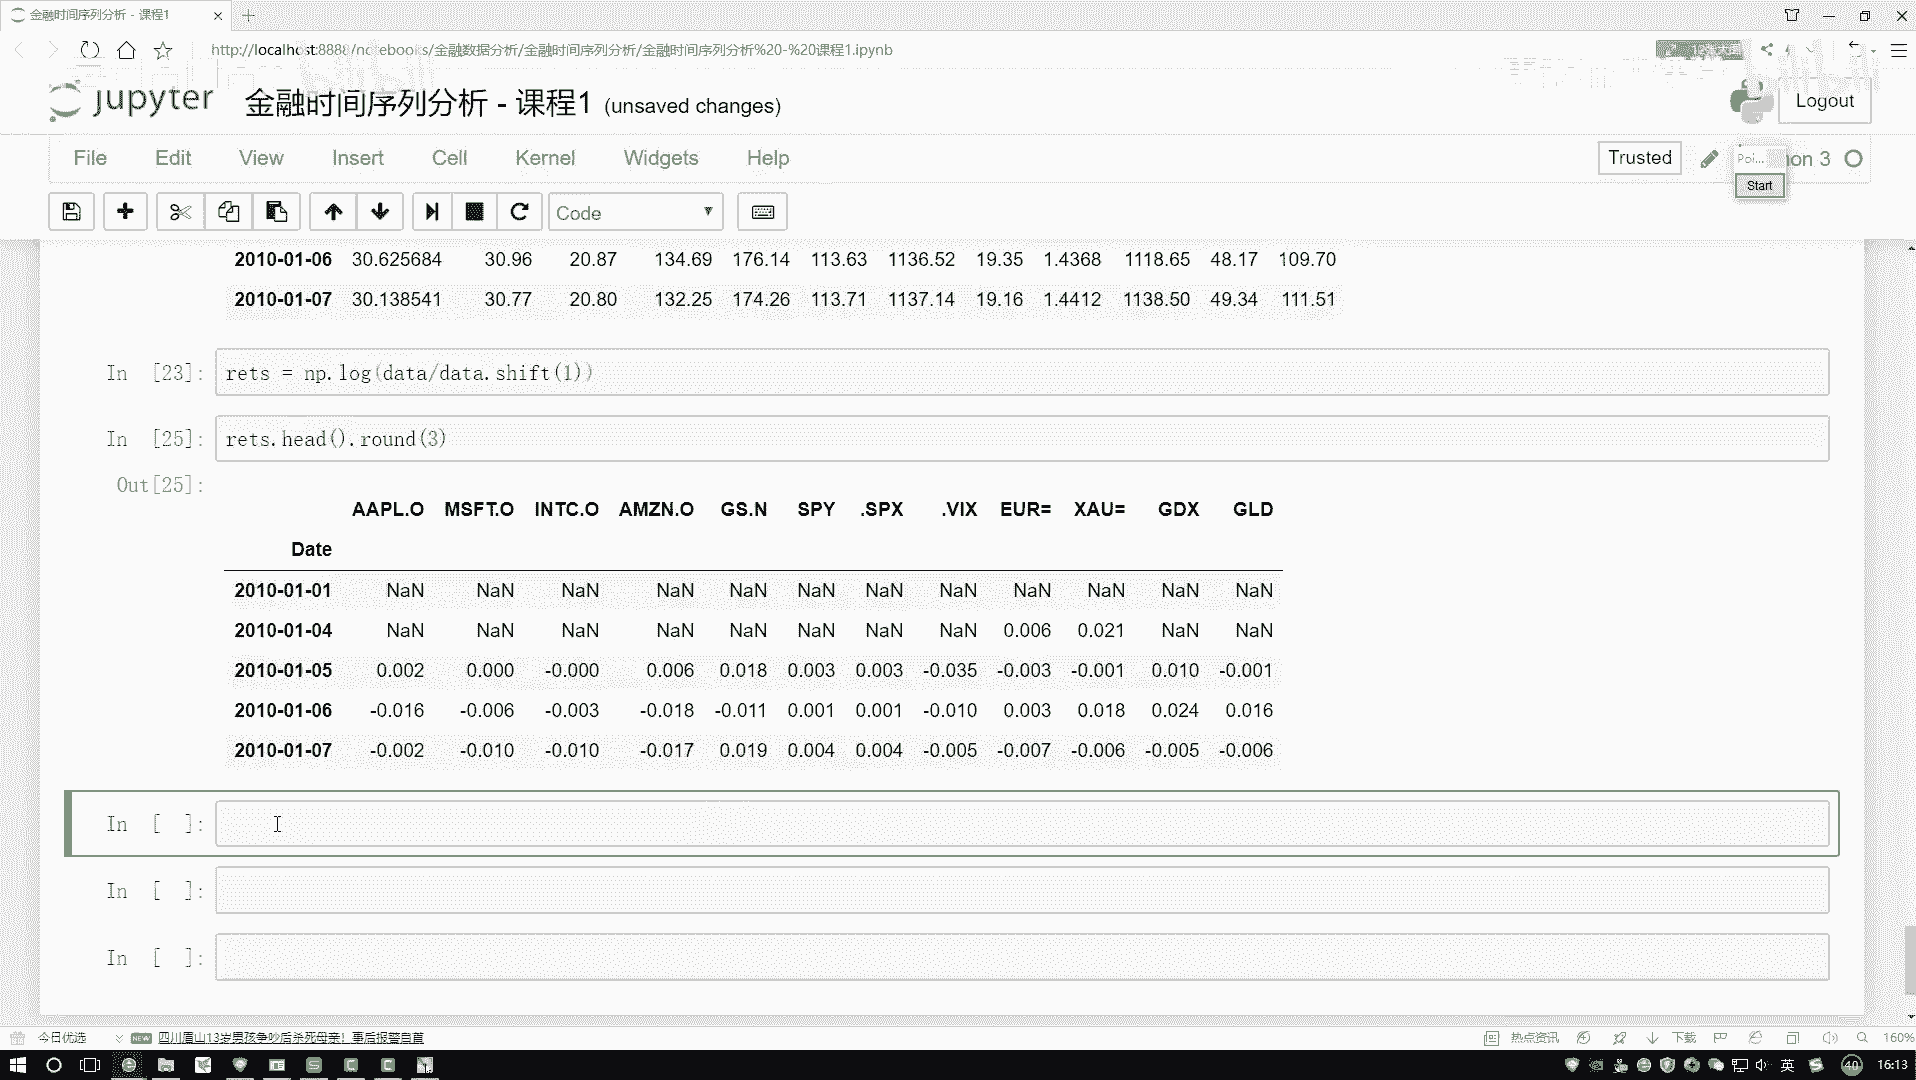 金融时间序列分析 - 课程1
http://localhost:8888/notebooks/金融数据分析/金融时间序列分析/金融时间序列分析%20-%20课程1.ipynb
jupyter 金融时间序列分析 - 课程1 (unsaved changes)
Logout
File Edit View Insert Cell Kernel Widgets Help
Trusted
Poi... hon 3
Start
Code
2010-01-06 30.625684 30.96 20.87 134.69 176.14 113.63 1136.52 19.35 1.4368 1118.65 48.17 109.70
2010-01-07 30.138541 30.77 20.80 132.25 174.26 113.71 1137.14 19.16 1.4412 1138.50 49.34 111.51
In [23]: rets = np.log(data/data.shift(1))
In [25]: rets.head().round(3)
Out[25]:
AAPL.O MSFT.O INTC.O AMZN.O GS.N SPY .SPX .VIX EUR= XAU= GDX GLD
Date
2010-01-01 NaN NaN NaN NaN NaN NaN NaN NaN NaN NaN NaN NaN
2010-01-04 NaN NaN NaN NaN NaN NaN NaN NaN 0.006 0.021 NaN NaN
2010-01-05 0.002 0.000 -0.000 0.006 0.018 0.003 0.003 -0.035 -0.003 -0.001 0.010 -0.001
2010-01-06 -0.016 -0.006 -0.003 -0.018 -0.011 0.001 0.001 -0.010 0.003 0.018 0.024 0.016
2010-01-07 -0.002 -0.010 -0.010 -0.017 0.019 0.004 0.004 -0.005 -0.007 -0.006 -0.005 -0.006
In [ ]:
In [ ]:
In [ ]:
今日优选 NEW 四川眉山13岁男孩争吵后杀死母亲！事后报警自首
热点资讯 下载 160%
英 40 16:13